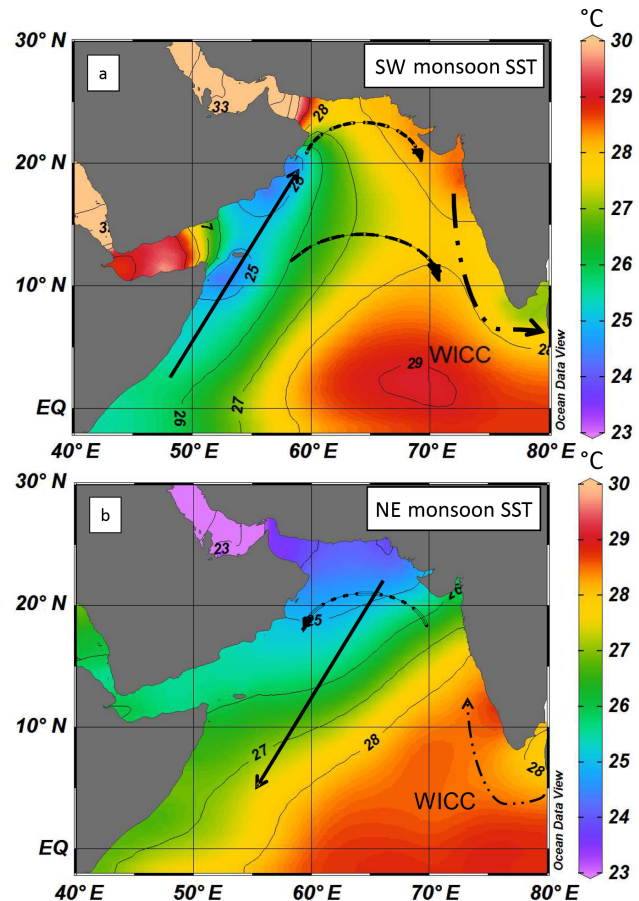 °C
30° N
a
SW monsoon SST
30
33
28
29
20° N
28
25
27
3.
7
10° N
25
26
29
WICC
25
28
EQ
26
27
24
Ocean Data View
23
40° E
50° E
60° E
70° E
80° E
°C
30° N
b
NE monsoon SST
30
23
29
20° N
25
26
28
27
10° N
26
27
28
28
WICC
25
EQ
24
Ocean Data View
23
40° E
50° E
60° E
70° E
80° E